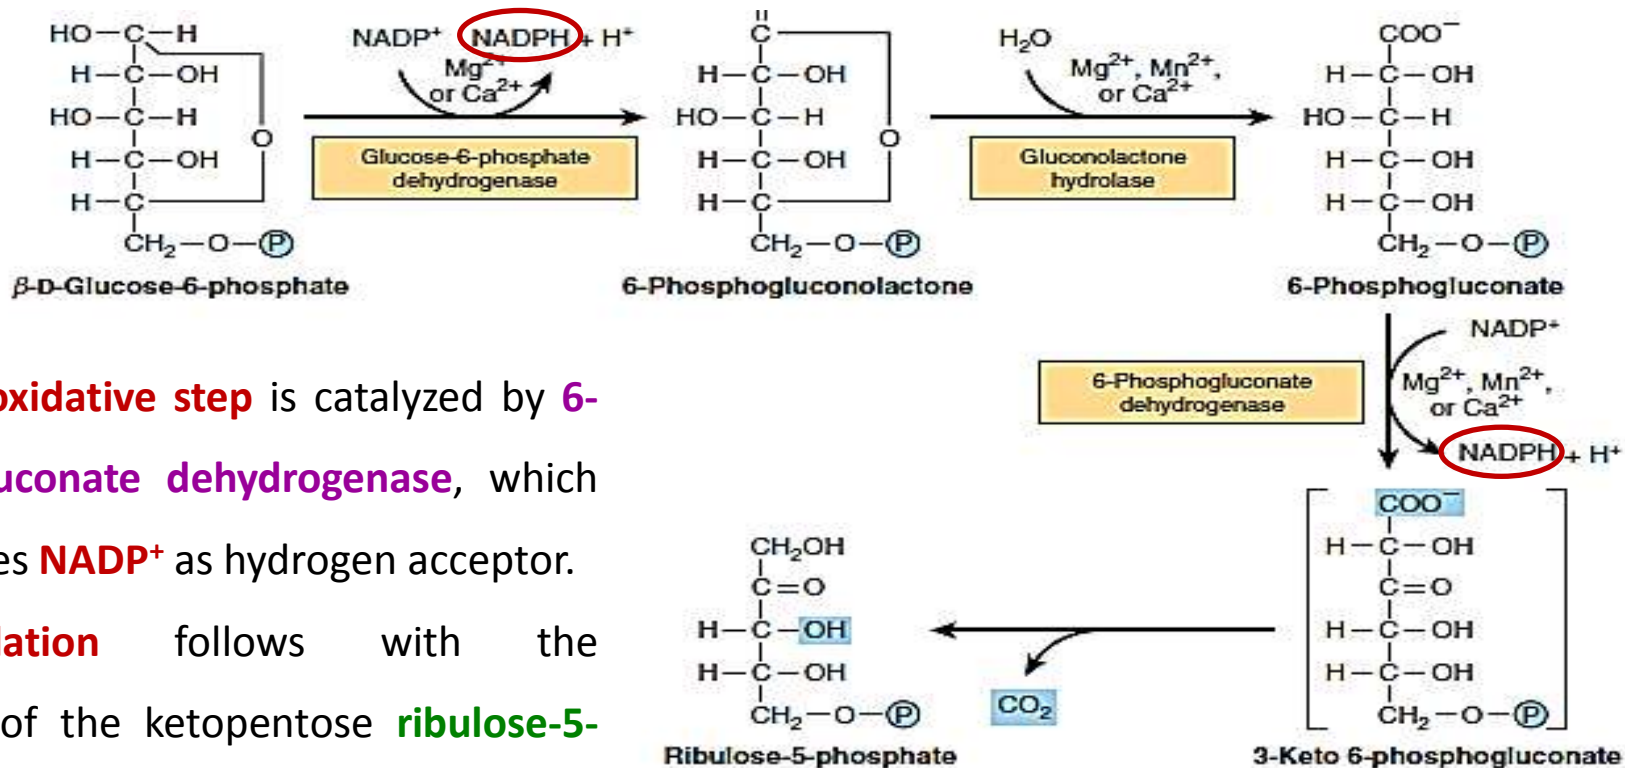 HO–C–H
H–C–OH
HO–C–H
H–C–OH
H–C
O
CH₂–O–P
β-D-Glucose-6-phosphate
NADP⁺ NADPH + H⁺
Mg²⁺
or Ca²⁺
Glucose-6-phosphate
dehydrogenase
C
H–C–OH
HO–C–H
H–C–OH
H–C
O
CH₂–O–P
6-Phosphogluconolactone
H₂O
Mg²⁺, Mn²⁺,
or Ca²⁺
Gluconolactone
hydrolase
COO⁻
H–C–OH
HO–C–H
H–C–OH
H–C–OH
CH₂–O–P
6-Phosphogluconate
NADP⁺
Mg²⁺, Mn²⁺,
or Ca²⁺
NADPH + H⁺
6-Phosphogluconate
dehydrogenase
COO⁻
H–C–OH
C=O
H–C–OH
H–C–OH
CH₂–O–P
3-Keto 6-phosphogluconate
CO₂
CH₂OH
C=O
H–C–OH
H–C–OH
CH₂–O–P
Ribulose-5-phosphate
oxidative step is catalyzed by 6-
uconate dehydrogenase, which
es NADP⁺ as hydrogen acceptor.
lation follows with the
of the ketopentose ribulose-5-